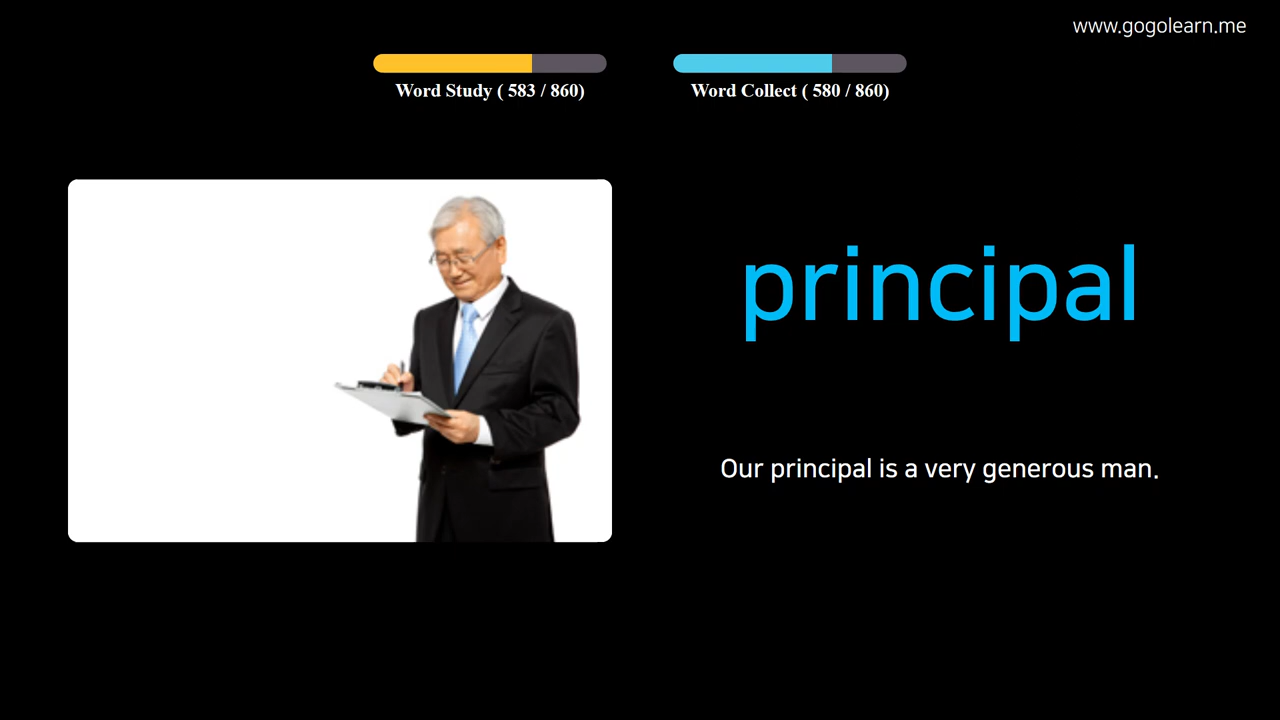 www.gogolearn.me
Word Study ( 583 / 860)
Word Collect ( 580 / 860)
principal
Our principal is a very generous man.